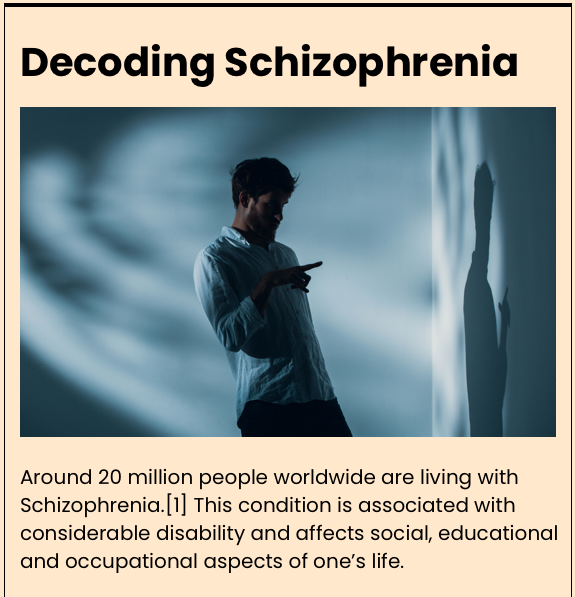 Decoding Schizophrenia
Around 20 million people worldwide are living with
Schizophrenia.[1] This condition is associated with
considerable disability and affects social, educational
and occupational aspects of one’s life.